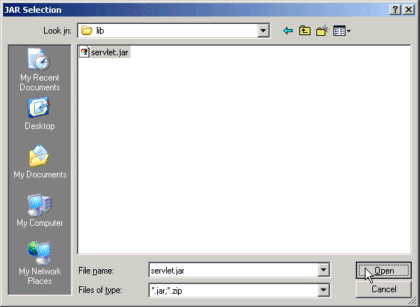 JAR Selection
Look in: lib
servlet.jar
My Recent
Documents
Desktop
My Documents
My Computer
My Network
Places
File name: servlet.jar Open
Files of type: *.jar;*.zip Cancel